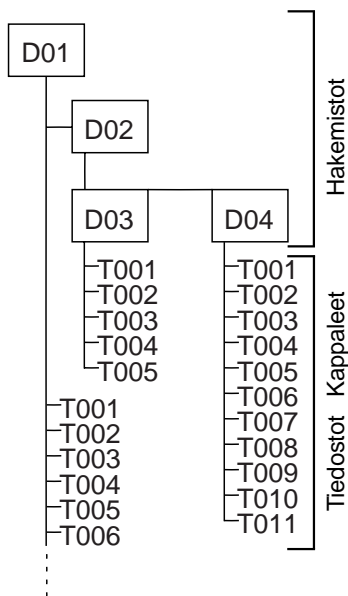 D01
D02
D03
D04
T001
T002
T003
T004
T005
T001
T002
T003
T004
T005
T006
T007
T008
T009
T010
T011
T001
T002
T003
T004
T005
T006
Hakemistot
Kappaleet
Tiedostot